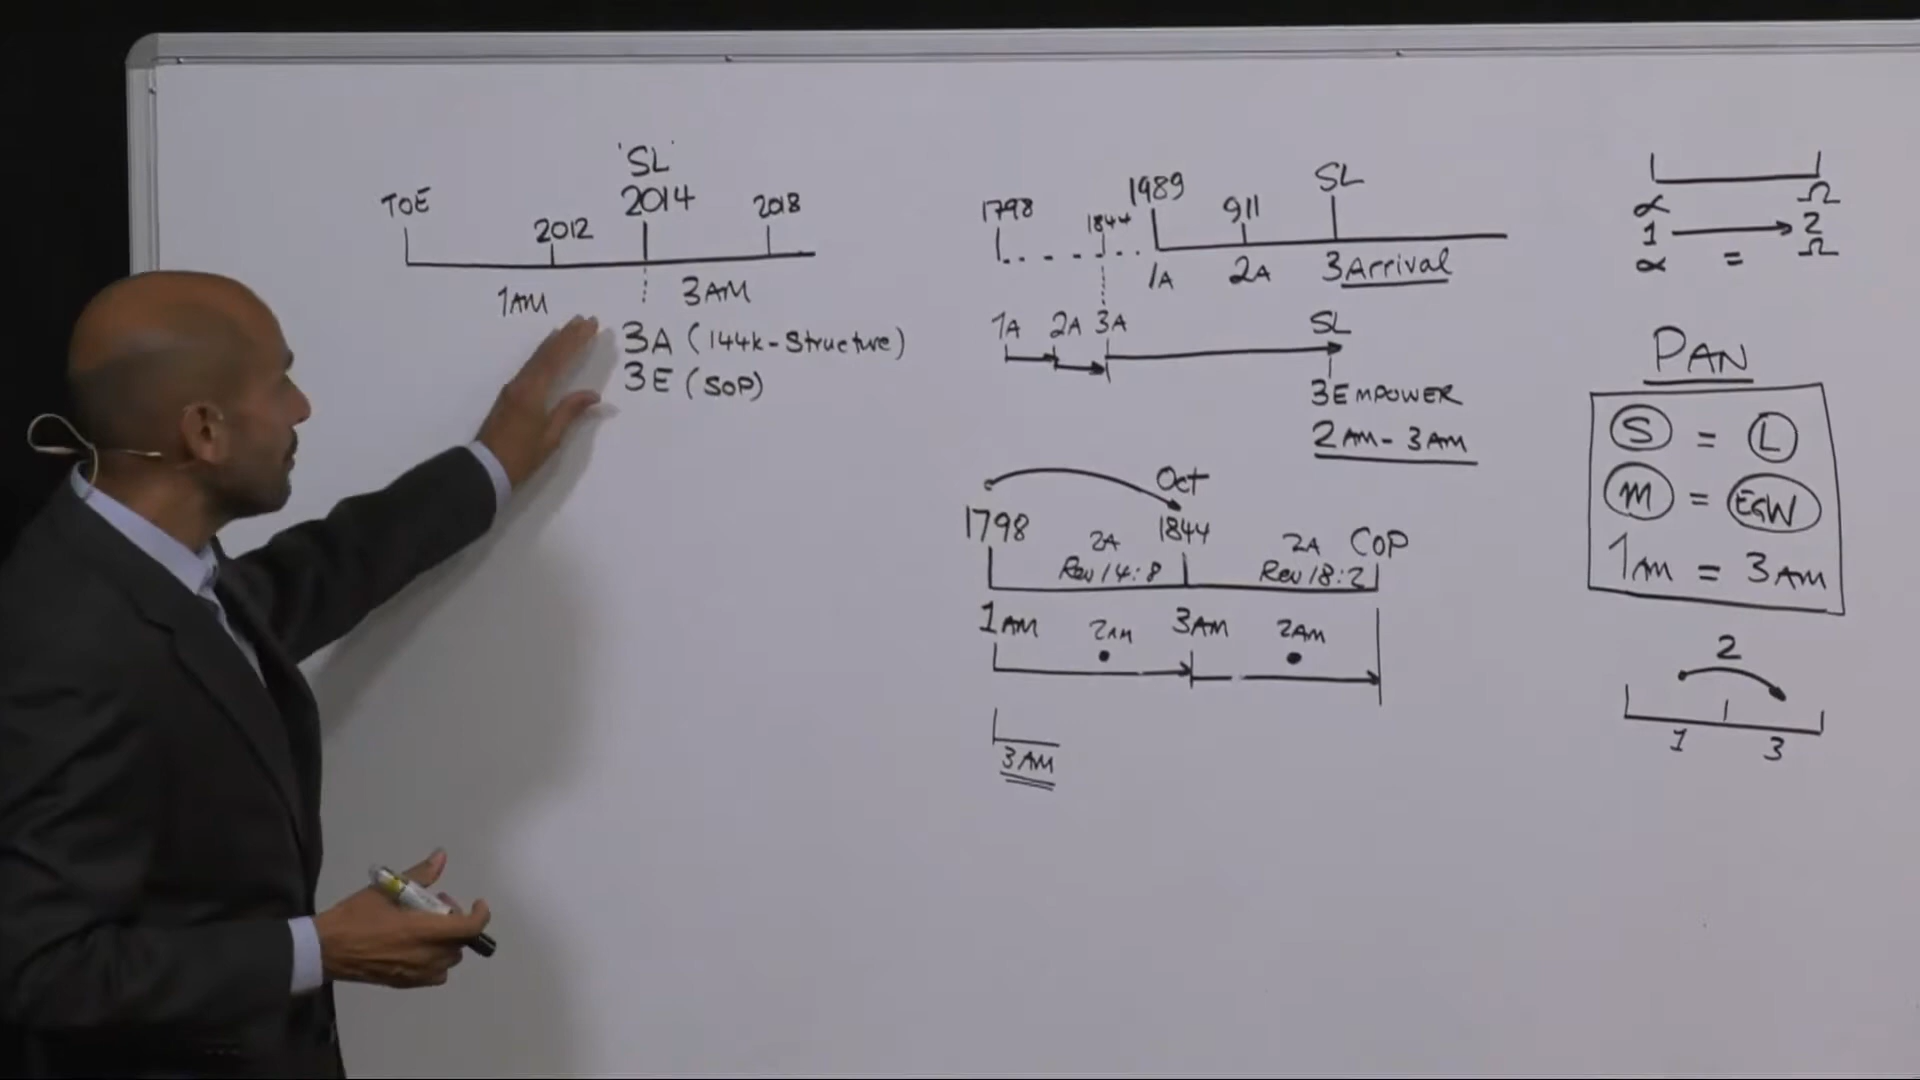 'SL'
TOE 2012 2014 2018
1AM 3AM
3A (144k-Structure)
3E (SOP)
1798 1844 1989 911 SL
1A 2A 3Arrival
1A 2A 3A SL
3EMPOWER
2AM-3AM
Oct
1798 2A 1844 2A COP
Rev 14:8 Rev 18:2
1AM 2AM 3AM 2AM
3AM
α Ω
1 → 2
α = Ω
PAN
S = L
M = EGW
1AM = 3AM
2
1 3